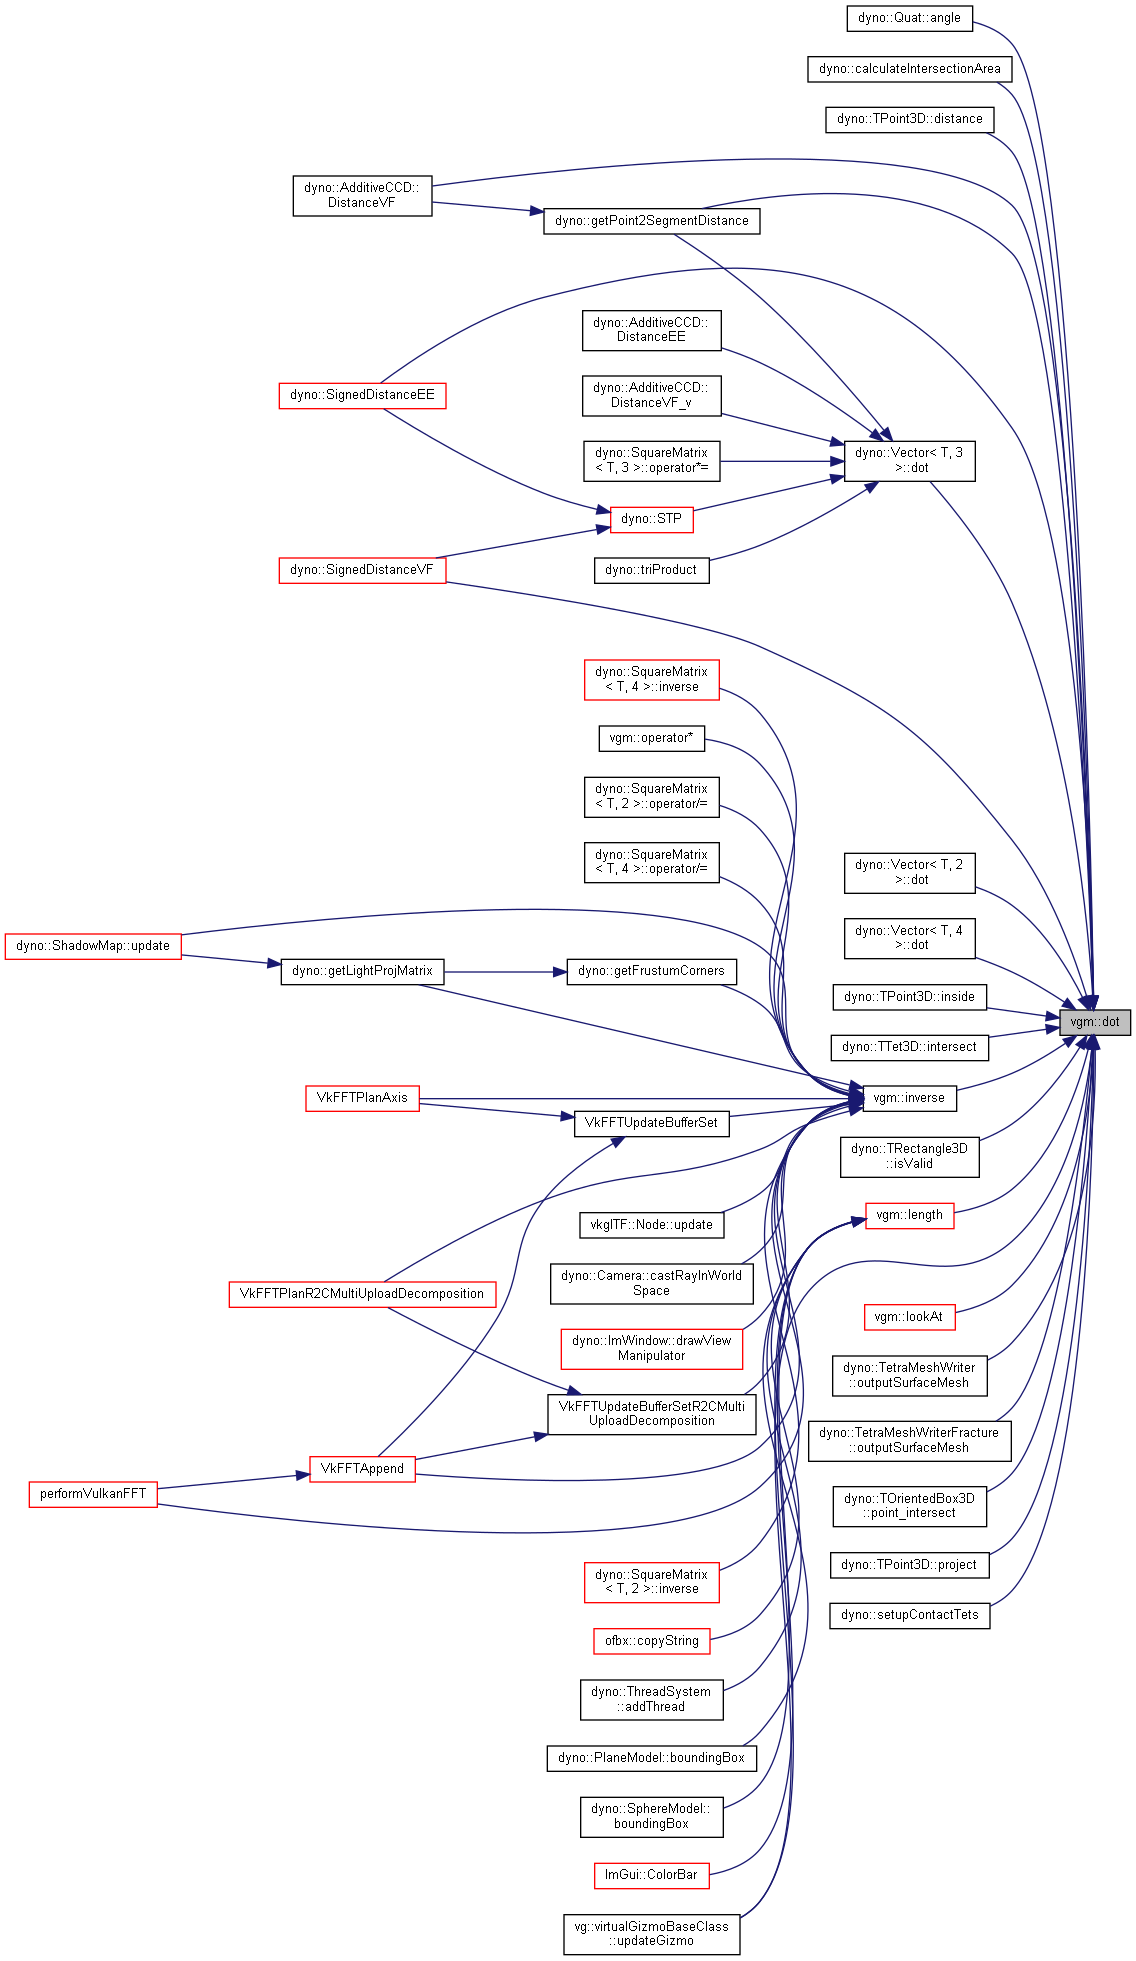 dyno::Quat::angle
dyno::calculateIntersectionArea
dyno::TPoint3D::distance
dyno::AdditiveCCD::
DistanceVF
dyno::getPoint2SegmentDistance
dyno::AdditiveCCD::
DistanceEE
dyno::SignedDistanceEE
dyno::AdditiveCCD::
DistanceVF_v
dyno::SquareMatrix
< T, 3 >::operator*=
dyno::Vector< T, 3
>::dot
dyno::STP
dyno::SignedDistanceVF
dyno::triProduct
dyno::SquareMatrix
< T, 4 >::inverse
vgm::operator*
dyno::SquareMatrix
< T, 2 >::operator/=
dyno::SquareMatrix
< T, 4 >::operator/=
dyno::Vector< T, 2
>::dot
dyno::Vector< T, 4
>::dot
dyno::ShadowMap::update
dyno::getLightProjMatrix
dyno::getFrustumCorners
dyno::TPoint3D::inside
vgm::dot
dyno::TTet3D::intersect
VkFFTPlanAxis
vgm::inverse
VkFFTUpdateBufferSet
dyno::TRectangle3D
::isValid
vkglTF::Node::update
vgm::length
dyno::Camera::castRayInWorld
Space
VkFFTPlanR2CMultiUploadDecomposition
vgm::lookAt
dyno::ImWindow::drawView
Manipulator
dyno::TetraMeshWriter
::outputSurfaceMesh
VkFFTUpdateBufferSetR2CMulti
UploadDecomposition
dyno::TetraMeshWriterFracture
::outputSurfaceMesh
VkFFTAppend
performVulkanFFT
dyno::TOrientedBox3D
::point_intersect
dyno::TPoint3D::project
dyno::SquareMatrix
< T, 2 >::inverse
dyno::setupContactTets
ofbx::copyString
dyno::ThreadSystem
::addThread
dyno::PlaneModel::boundingBox
dyno::SphereModel::
boundingBox
ImGui::ColorBar
vg::virtualGizmoBaseClass
::updateGizmo